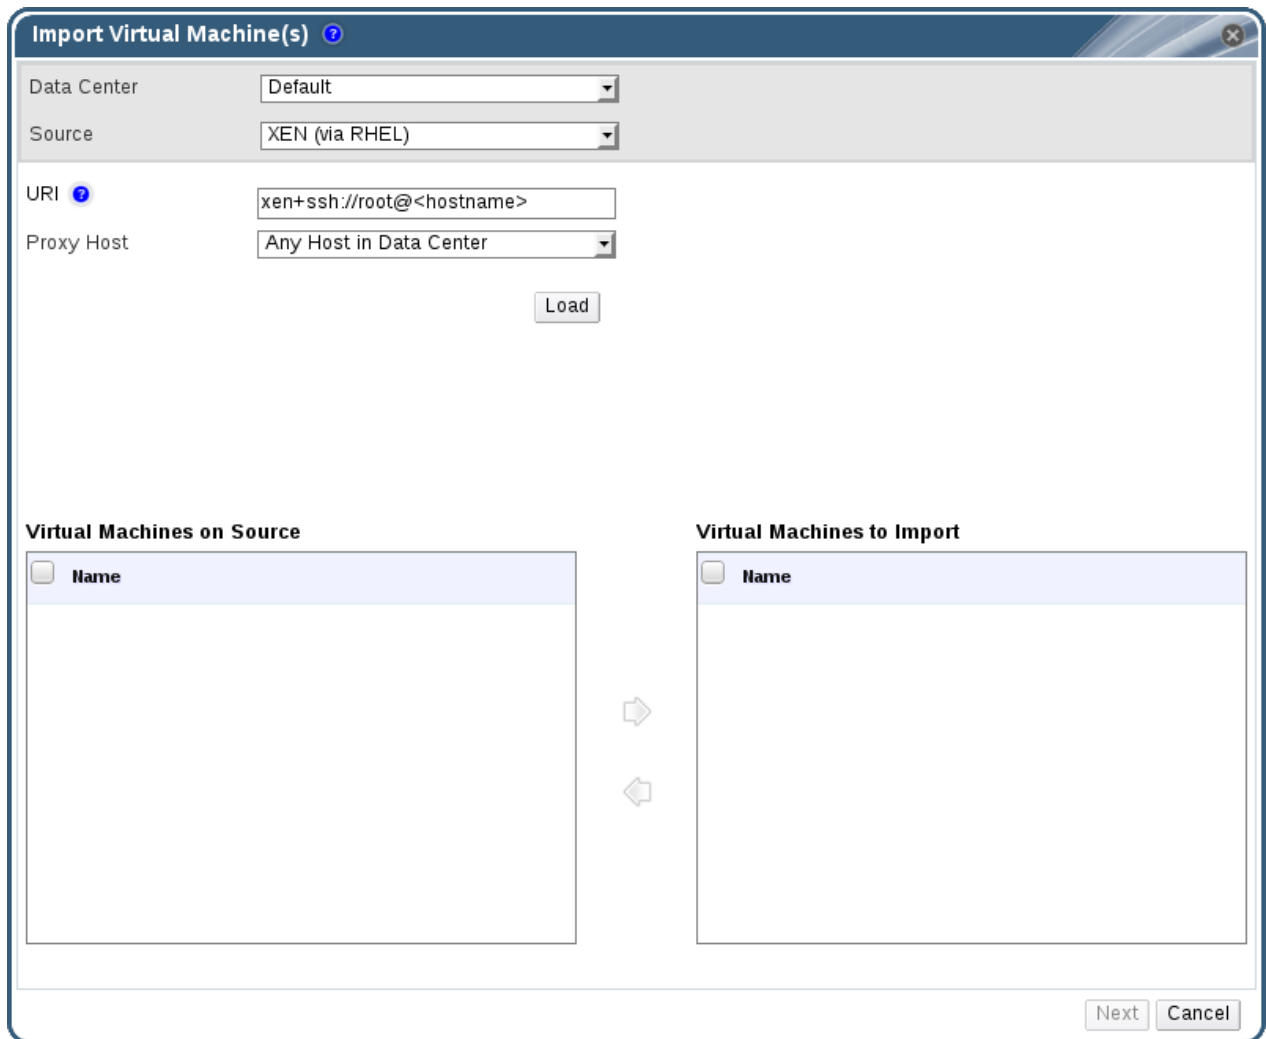 Import Virtual Machine(s) ?
Data Center Default
Source XEN (via RHEL)
URI ? xen+ssh://root@<hostname>
Proxy Host Any Host in Data Center
Load
Virtual Machines on Source Virtual Machines to Import
Name Name
Next Cancel